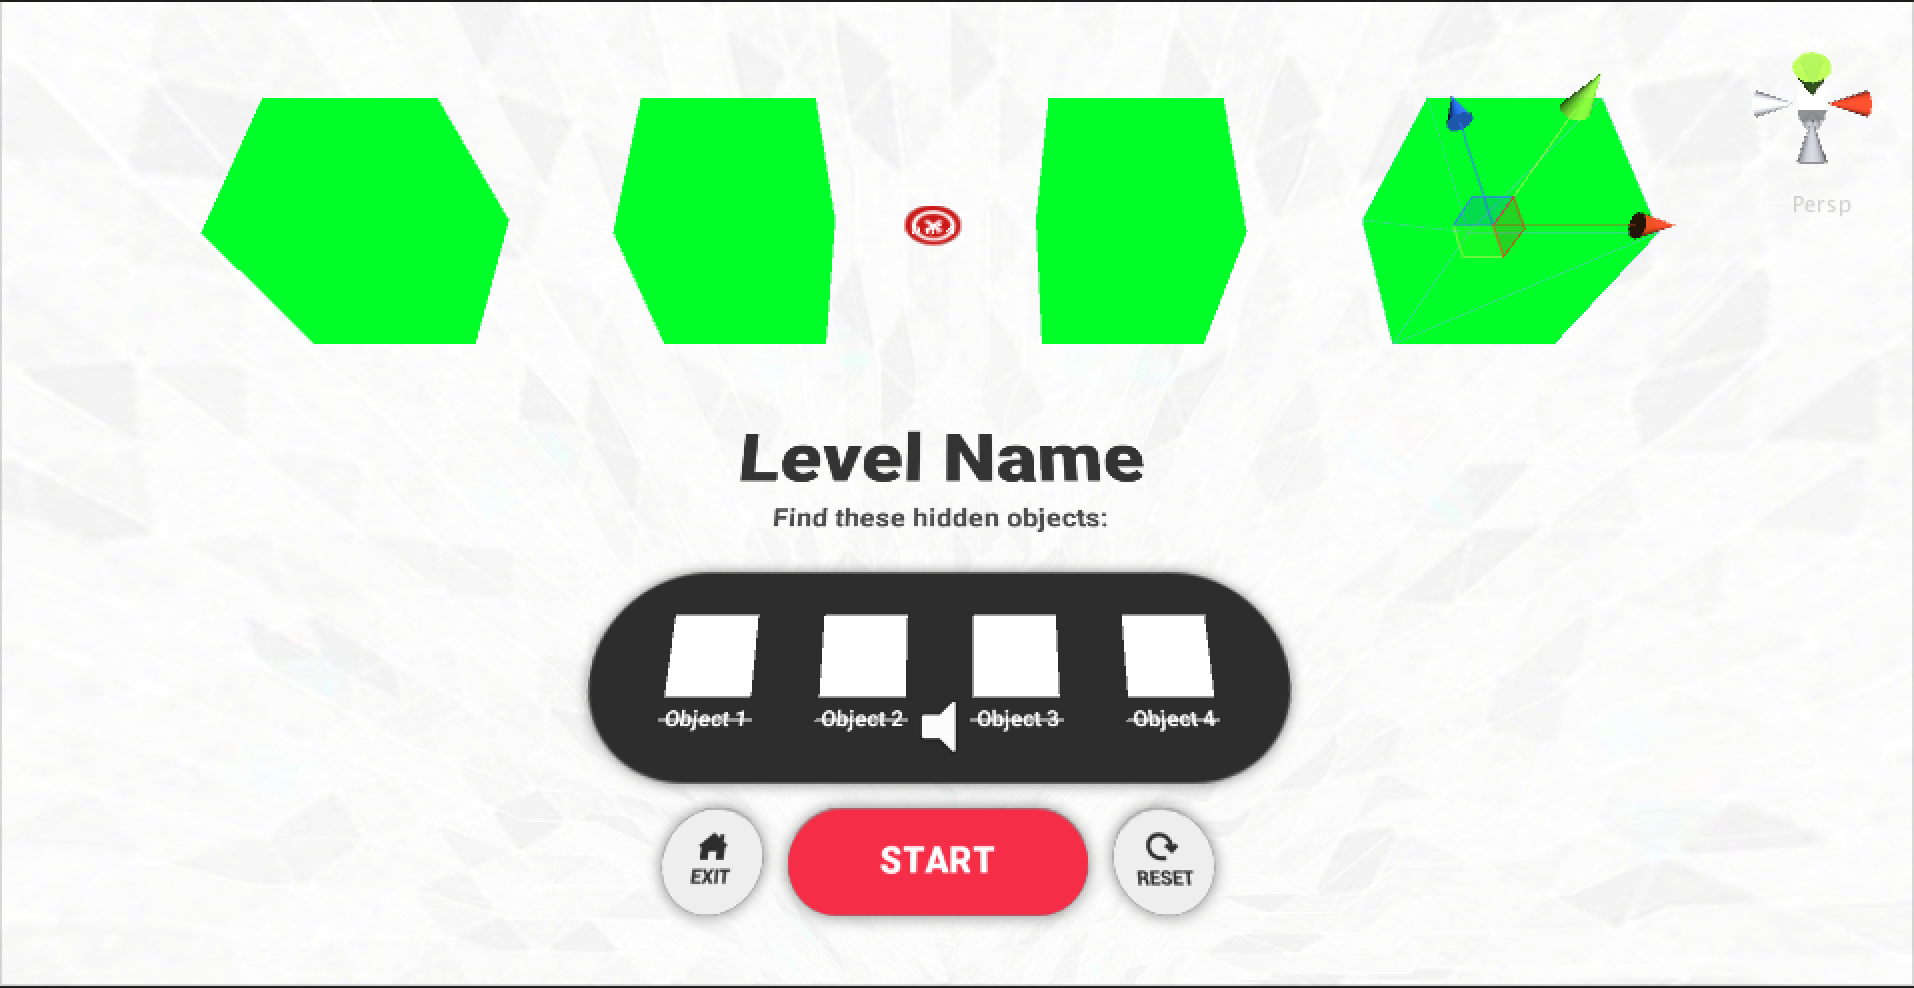 Persp
Level Name
Find these hidden objects:
Object 1 Object 2 Object 3 Object 4
EXIT START RESET